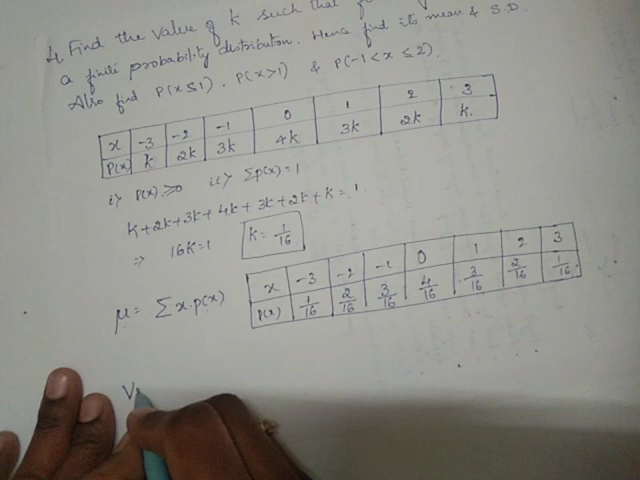 4. Find the value of k such that
a finite probability distribution. Hence find its mean & S.D.
Also find P(x≤1), P(x>1) & P(-1<x≤2).
x -3 -2 -1 0 1 2 3
P(x) k 2k 3k 4k 3k 2k k.
i> P(x)≥0 ii> Σp(x)=1
k+2k+3k+4k+3k+2k+k=1.
⇒ 16k=1 k=1/16
x -3 -2 -1 0 1 2 3
P(x) 1/16 2/16 3/16 4/16 3/16 2/16 1/16
μ= Σx.p(x)
V